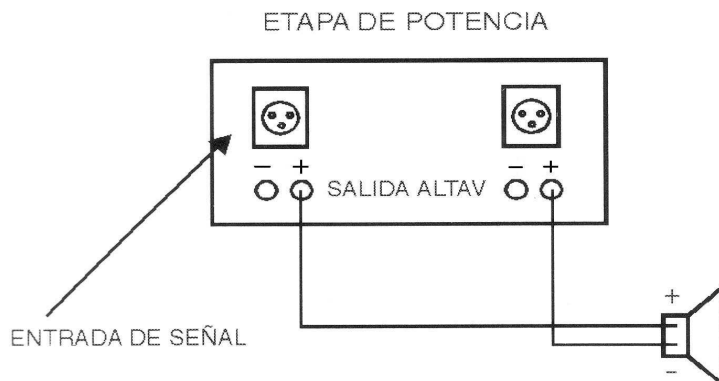 ETAPA DE POTENCIA
- + - +
SALIDA ALTAV
+
ENTRADA DE SEÑAL
-